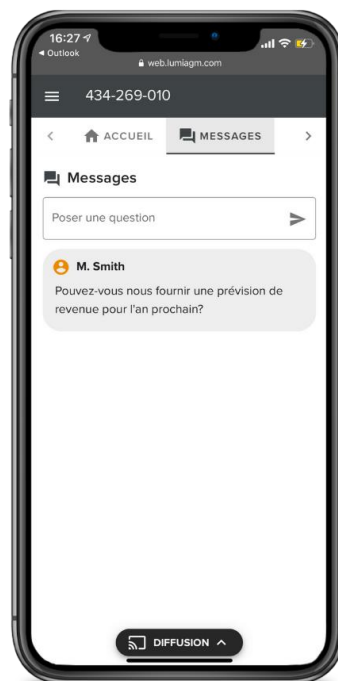 16:27
◄ Outlook
web.lumiagm.com
434-269-010
ACCUEIL
MESSAGES
Messages
Poser une question
M. Smith
Pouvez-vous nous fournir une prévision de
revenue pour l'an prochain?
DIFFUSION